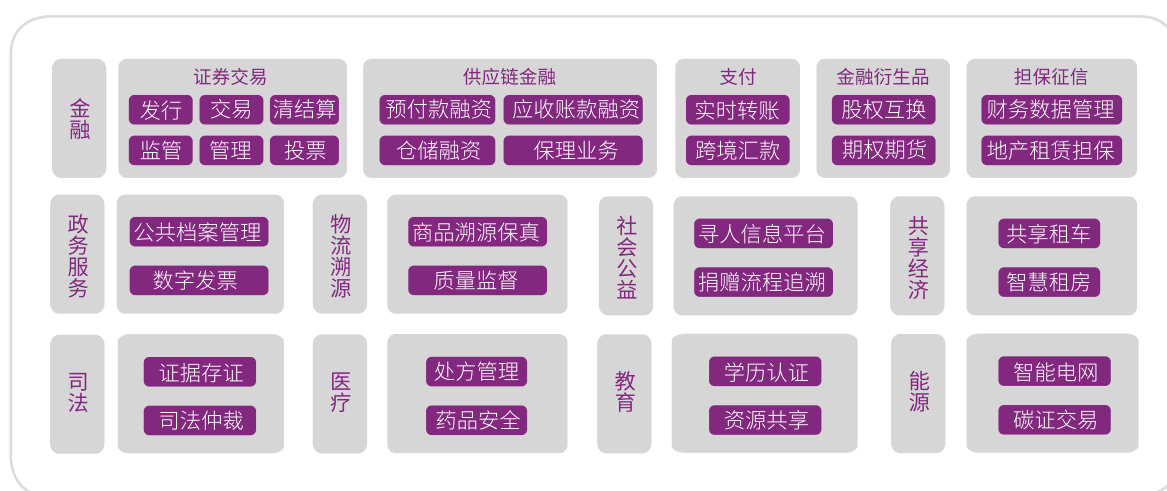 金融
证券交易
发行
交易
清结算
监管
管理
投票
供应链金融
预付款融资
应收账款融资
仓储融资
保理业务
支付
实时转账
跨境汇款
金融衍生品
股权互换
期权期货
担保征信
财务数据管理
地产租赁担保
政务服务
公共档案管理
数字发票
物流溯源
商品溯源保真
质量监督
社会公益
寻人信息平台
捐赠流程追溯
共享经济
共享租车
智慧租房
司法
证据存证
司法仲裁
医疗
处方管理
药品安全
教育
学历认证
资源共享
能源
智能电网
碳证交易